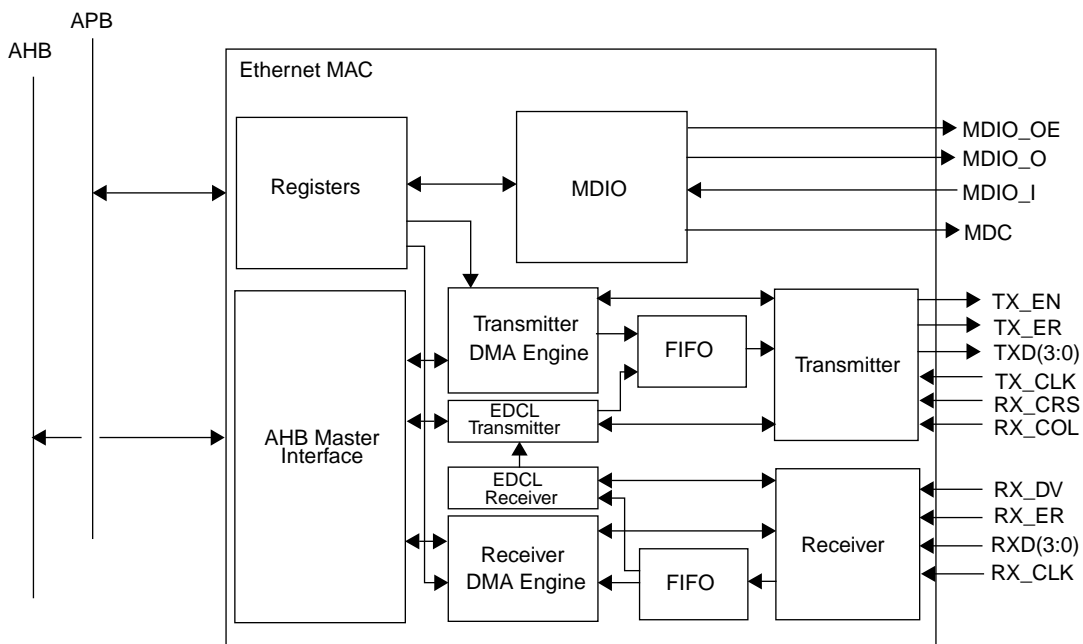 APB
AHB
Ethernet MAC
Registers
MDIO
MDIO_OE
MDIO_O
MDIO_I
MDC
Transmitter
DMA Engine
FIFO
Transmitter
TX_EN
TX_ER
TXD(3:0)
TX_CLK
RX_CRS
RX_COL
AHB Master
Interface
EDCL
Transmitter
EDCL
Receiver
Receiver
DMA Engine
FIFO
Receiver
RX_DV
RX_ER
RXD(3:0)
RX_CLK